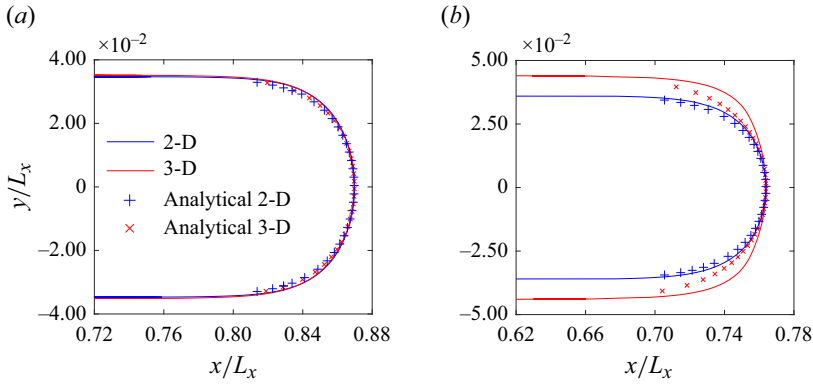 (a)
×10⁻²
4.00
2.00
0
−2.00
−4.00
0.72 0.76 0.80 0.84 0.88
y/Lₓ
x/Lₓ
2-D
3-D
Analytical 2-D
Analytical 3-D
(b)
×10⁻²
5.00
2.50
0
−2.50
−5.00
0.62 0.66 0.70 0.74 0.78
x/Lₓ